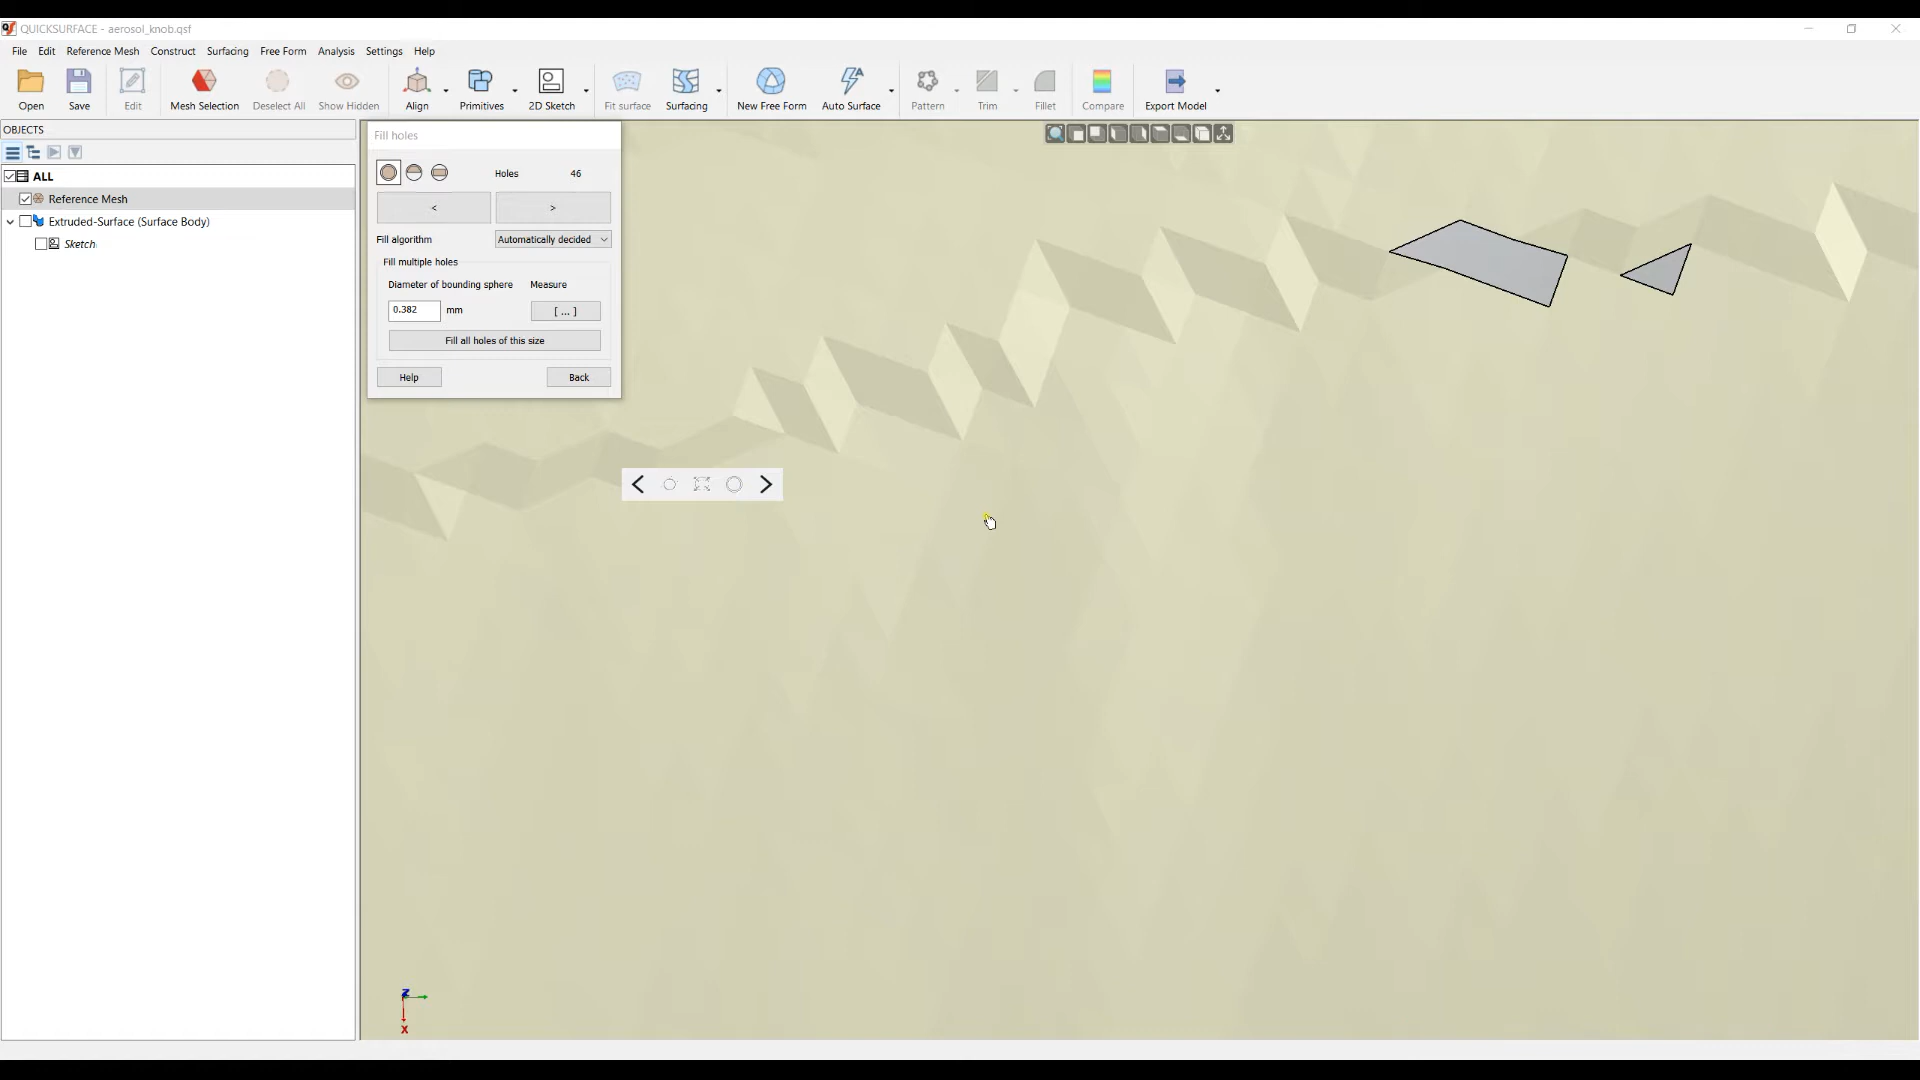 QUICKSURFACE - aerosol_knob.qsf
File Edit Reference Mesh Construct Surfacing Free Form Analysis Settings Help
Open Save Edit Mesh Selection Deselect All Show Hidden Align Primitives 2D Sketch Fit surface Surfacing New Free Form Auto Surface Pattern Trim Fillet Compare Export Model
OBJECTS
ALL
Reference Mesh
Extruded-Surface (Surface Body)
Sketch
Fill holes
Holes 46
< >
Fill algorithm Automatically decided
Fill multiple holes
Diameter of bounding sphere Measure
0.382 mm [ ... ]
Fill all holes of this size
Help Back
Z
X